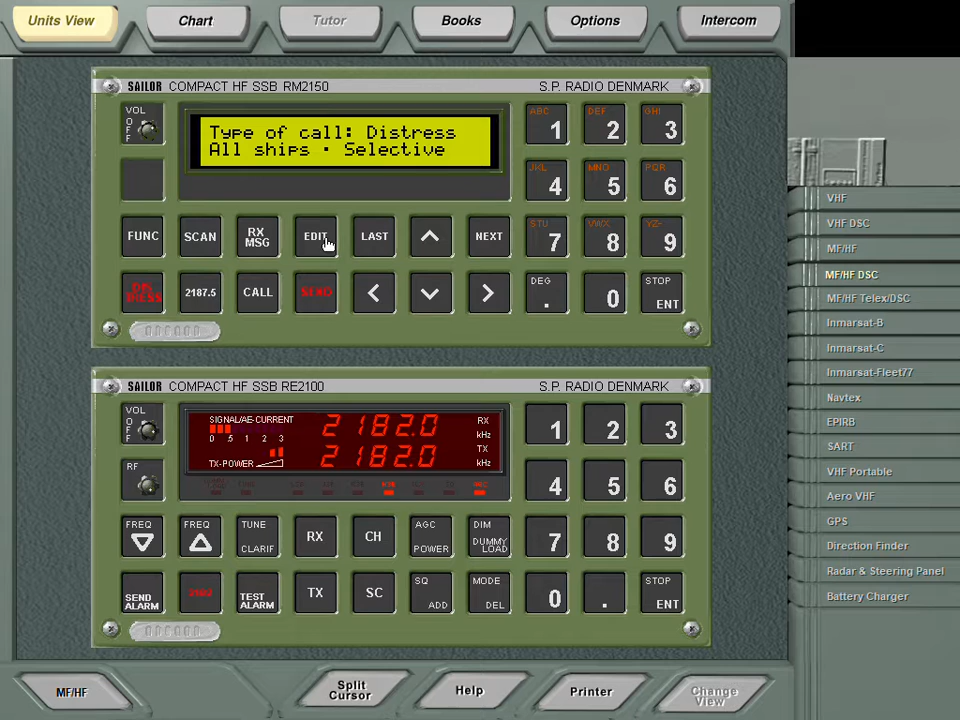 Units View
Chart
Tutor
Books
Options
Intercom
SAILOR COMPACT HF SSB RM2150
S.P. RADIO DENMARK
VOL
OFF
Type of call: Distress
All ships · Selective
ABC 1
DEF 2
GHI 3
JKL 4
MNO 5
PQR 6
FUNC
SCAN
RX MSG
EDIT
LAST
NEXT
STU 7
VWX 8
YZ- 9
DISTRESS
2187.5
CALL
SEND
DEG .
0
STOP ENT
SAILOR COMPACT HF SSB RE2100
S.P. RADIO DENMARK
VOL
OFF
SIGNAL/AE-CURRENT
0 .5 1 2 3
2182.0
RX kHz
TX-POWER
2182.0
TX kHz
RF
1
2
3
4
5
6
FREQ
FREQ
TUNE CLARIF
RX
CH
AGC POWER
DIM DUMMY LOAD
7
8
9
SEND ALARM
2182
TEST ALARM
TX
SC
SQ ADD
MODE DEL
0
.
STOP ENT
MF/HF
Split Cursor
Help
Printer
Change View
VHF
VHF DSC
MF/HF
MF/HF DSC
MF/HF Telex/DSC
Inmarsat-B
Inmarsat-C
Inmarsat-Fleet77
Navtex
EPIRB
SART
VHF Portable
Aero VHF
GPS
Direction Finder
Radar & Steering Panel
Battery Charger